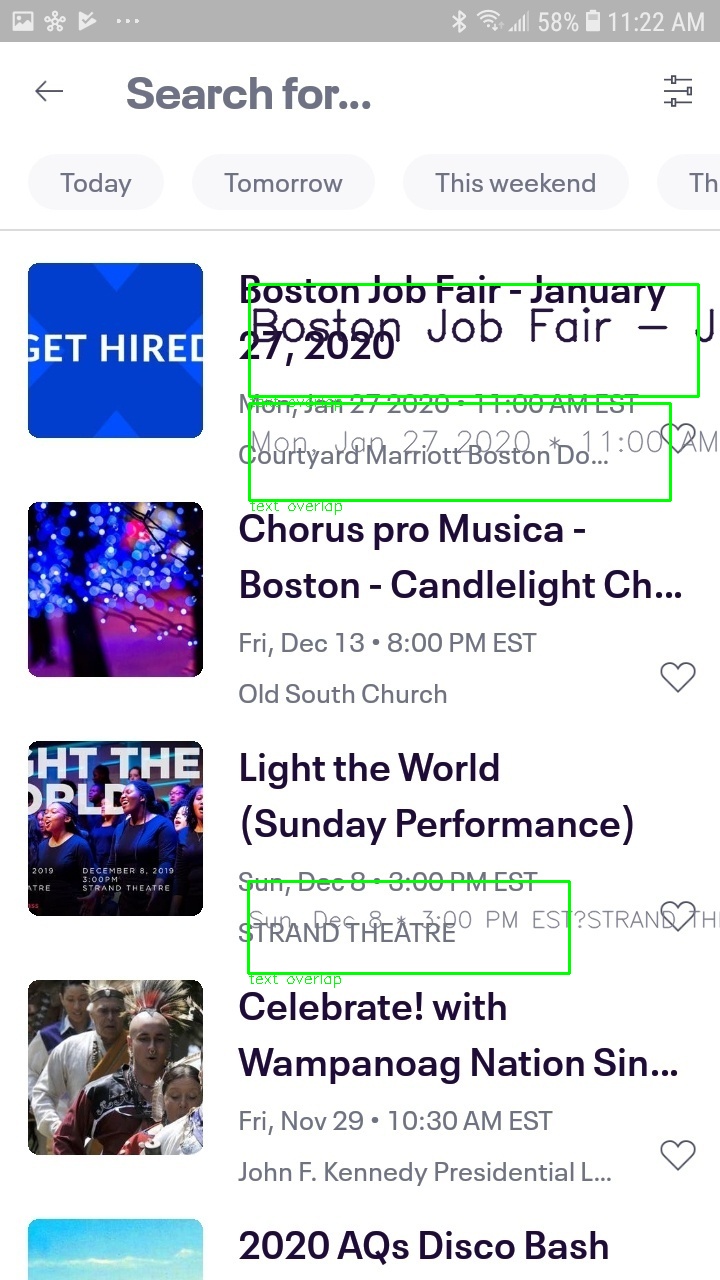 58% 11:22 AM
Search for...
Today
Tomorrow
This weekend
Th
GET HIRED
Boston Job Fair - January
27, 2020
Boston Job Fair - J
text overlap
Mon, Jan 27 2020 • 11:00 AM EST
Mon, Jan 27 2020 * 11:00 AM
Courtyard Marriott Boston Do...
text overlap
Chorus pro Musica -
Boston - Candlelight Ch...
Fri, Dec 13 • 8:00 PM EST
Old South Church
GHT THE
ORLD
2019
ATRE
DECEMBER 8, 2019
3:00PM
STRAND THEATRE
Light the World
(Sunday Performance)
Sun, Dec 8 • 3:00 PM EST
Sun, Dec 8 * 3:00 PM EST?STRAND THE
STRAND THEATRE
text overlap
Celebrate! with
Wampanoag Nation Sin...
Fri, Nov 29 • 10:30 AM EST
John F. Kennedy Presidential L...
2020 AQs Disco Bash